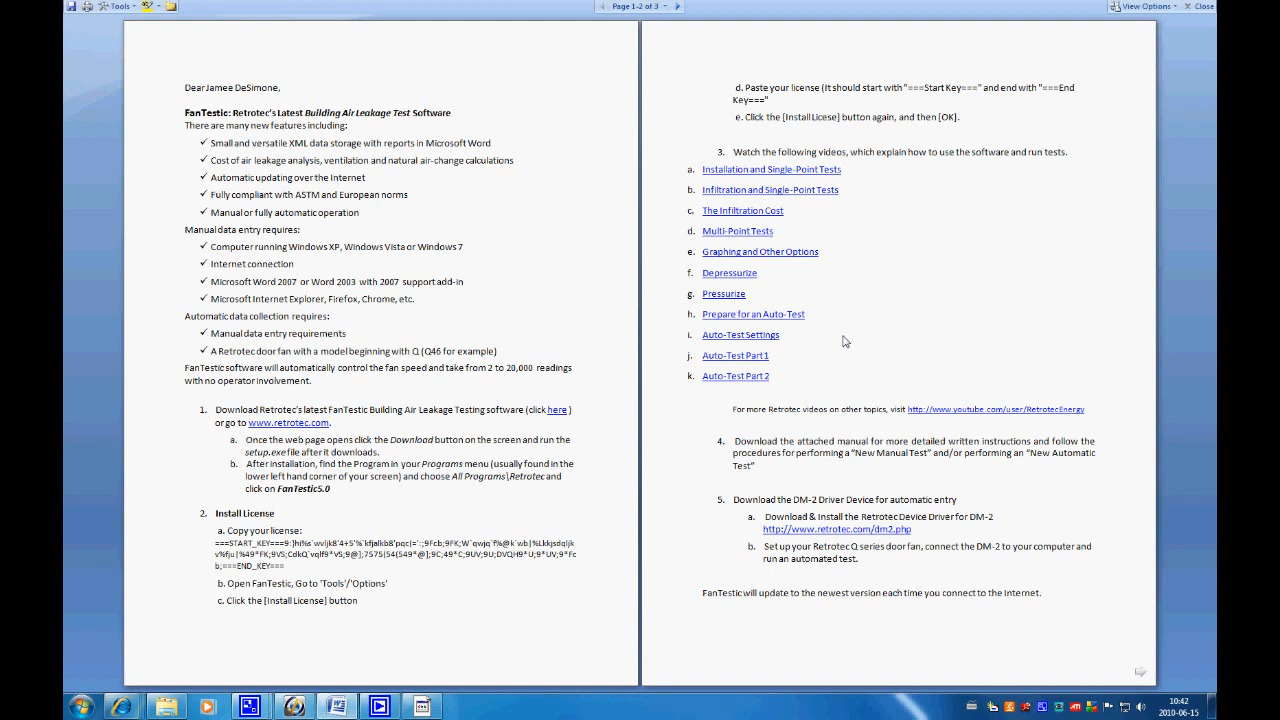 Tools
Page 1-2 of 3
View Options
Close
Dear Jamee DeSimone,
FanTestic: Retrotec's Latest Building Air Leakage Test Software
There are many new features including:
✓ Small and versatile XML data storage with reports in Microsoft Word
✓ Cost of air leakage analysis, ventilation and natural air-change calculations
✓ Automatic updating over the Internet
✓ Fully compliant with ASTM and European norms
✓ Manual or fully automatic operation
Manual data entry requires:
✓ Computer running Windows XP, Windows Vista or Windows 7
✓ Internet connection
✓ Microsoft Word 2007 or Word 2003 with 2007 support add-in
✓ Microsoft Internet Explorer, Firefox, Chrome, etc.
Automatic data collection requires:
✓ Manual data entry requirements
✓ A Retrotec door fan with a model beginning with Q (Q46 for example)
FanTestic software will automatically control the fan speed and take from 2 to 20,000 readings
with no operator involvement.
1. Download Retrotec's latest FanTestic Building Air Leakage Testing software (click here )
or go to www.retrotec.com.
a. Once the web page opens click the Download button on the screen and run the
setup.exe file after it downloads.
b. After installation, find the Program in your Programs menu (usually found in the
lower left hand corner of your screen) and choose All Programs\Retrotec and
click on FanTestic5.0
2. Install License
a. Copy your license:
b. Open FanTestic, Go to 'Tools'/'Options'
c. Click the [Install License] button
d. Paste your license (It should start with "===Start Key===" and end with "===End
Key==="
e. Click the [Install Licese] button again, and then [OK].
3. Watch the following videos, which explain how to use the software and run tests.
a. Installation and Single-Point Tests
b. Infiltration and Single-Point Tests
c. The Infiltration Cost
d. Multi-Point Tests
e. Graphing and Other Options
f. Depressurize
g. Pressurize
h. Prepare for an Auto-Test
i. Auto-Test Settings
j. Auto-Test Part 1
k. Auto-Test Part 2
For more Retrotec videos on other topics, visit http://www.youtube.com/user/RetrotecEnergy
4. Download the attached manual for more detailed written instructions and follow the
procedures for performing a "New Manual Test" and/or performing an "New Automatic
Test"
5. Download the DM-2 Driver Device for automatic entry
a. Download & Install the Retrotec Device Driver for DM-2
http://www.retrotec.com/dm2.php
b. Set up your Retrotec Q series door fan, connect the DM-2 to your computer and
run an automated test.
FanTestic will update to the newest version each time you connect to the Internet.
10:42
2010-06-15